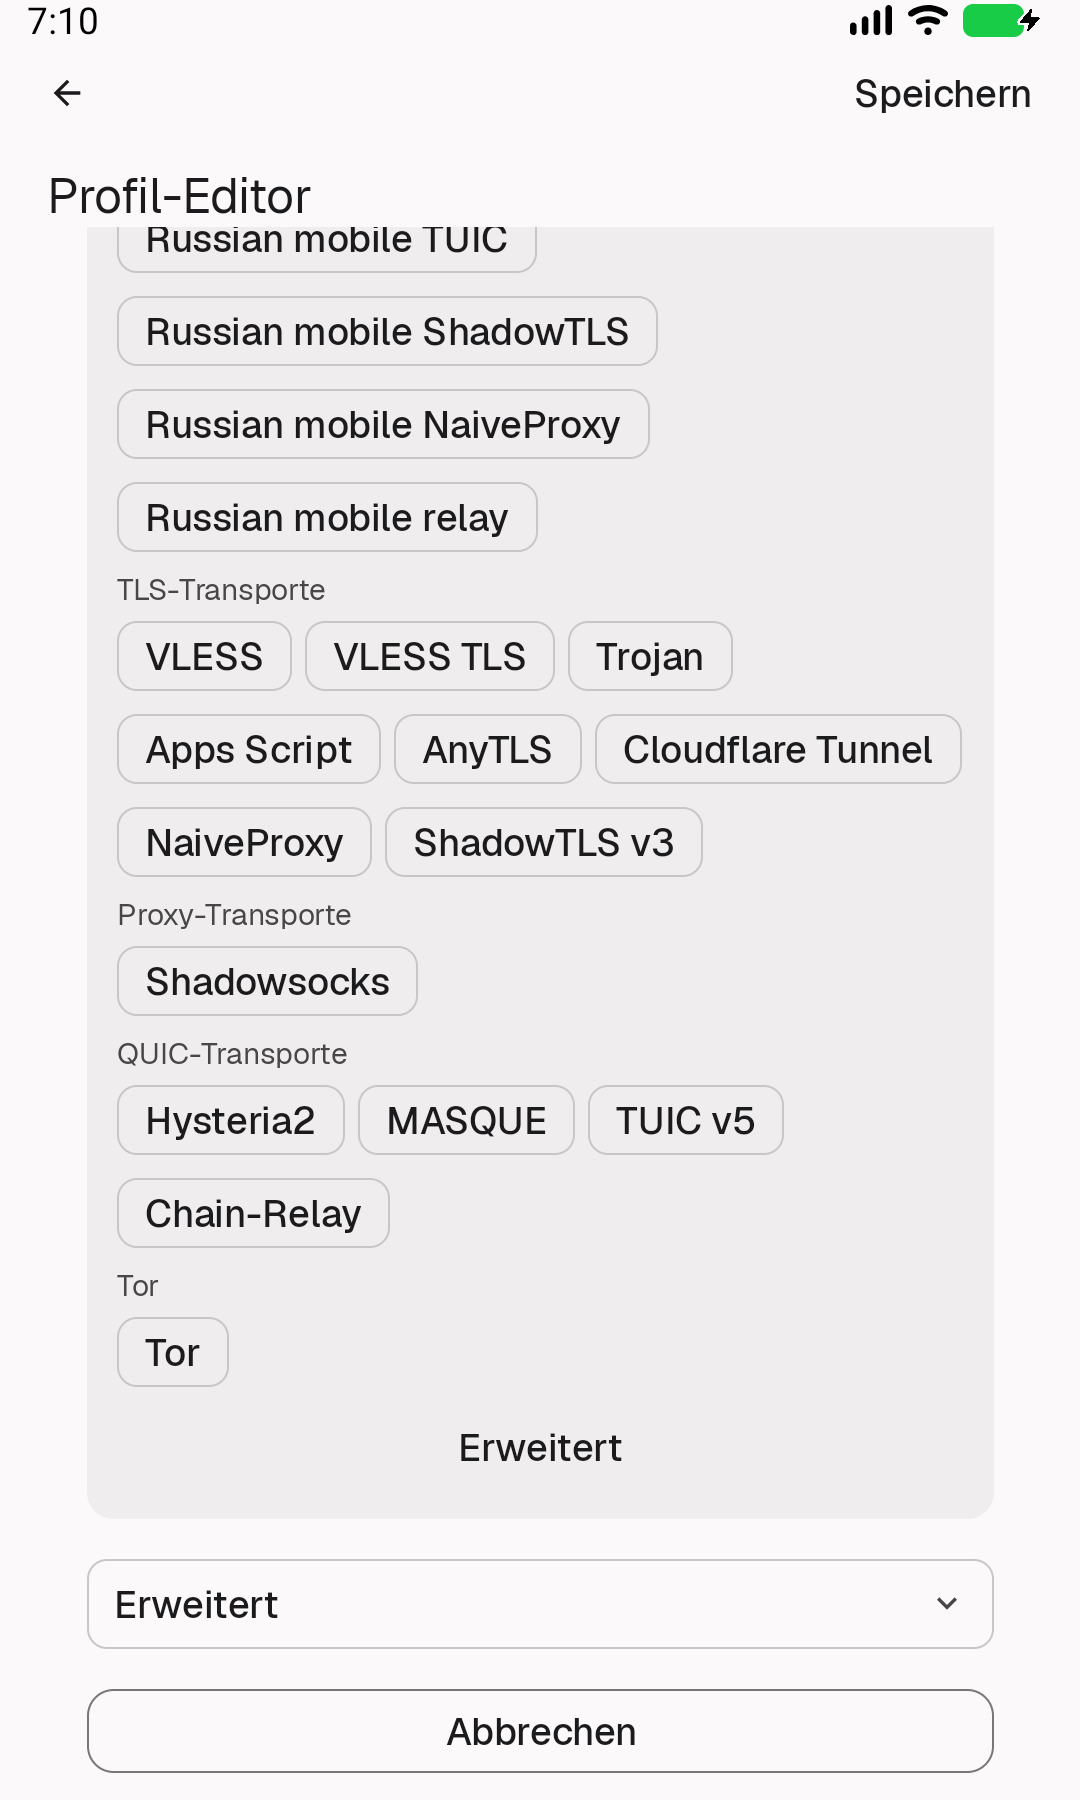 7:10
Speichern
Profil-Editor
Russian mobile TUIC
Russian mobile ShadowTLS
Russian mobile NaiveProxy
Russian mobile relay
TLS-Transporte
VLESS VLESS TLS Trojan
Apps Script AnyTLS Cloudflare Tunnel
NaiveProxy ShadowTLS v3
Proxy-Transporte
Shadowsocks
QUIC-Transporte
Hysteria2 MASQUE TUIC v5
Chain-Relay
Tor
Tor
Erweitert
Erweitert
Abbrechen